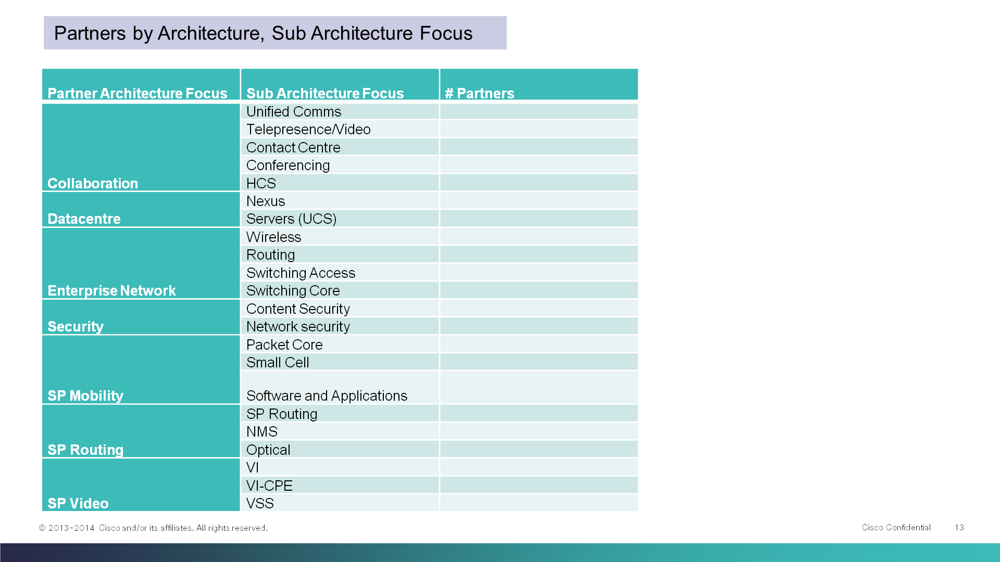 Partners by Architecture, Sub Architecture Focus
Partner Architecture Focus Sub Architecture Focus # Partners
Unified Comms
Telepresence/Video
Contact Centre
Conferencing
Collaboration HCS
Nexus
Datacentre Servers (UCS)
Wireless
Routing
Switching Access
Enterprise Network Switching Core
Content Security
Security Network security
Packet Core
Small Cell
SP Mobility Software and Applications
SP Routing
NMS
SP Routing Optical
VI
VI-CPE
SP Video VSS
© 2013-2014 Cisco and/or its affiliates. All rights reserved. Cisco Confidential 13